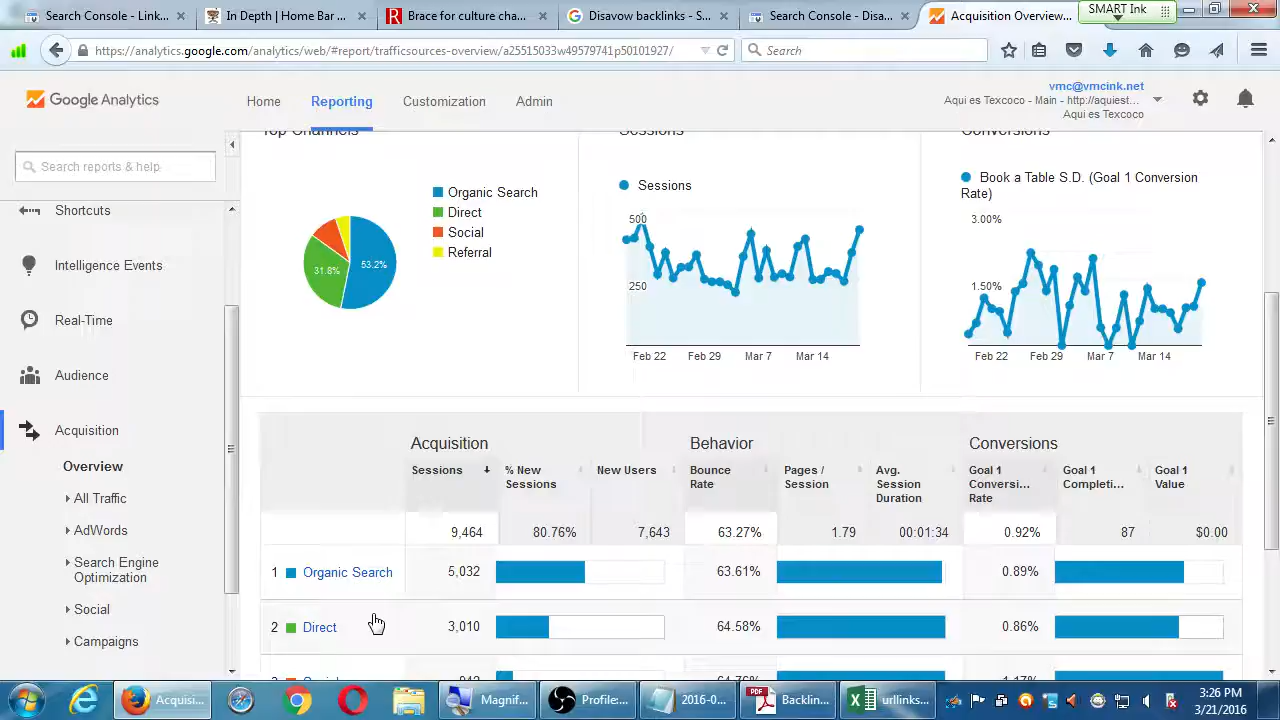 Search Console - Link...
In Depth | Home Bar ...
Brace for culture sha...
Disavow backlinks - S...
Search Console - Disa...
Acquisition Overview...
SMART Ink
https://analytics.google.com/analytics/web/#report/trafficsources-overview/a25515033w49579741p50101927/
Search
Google Analytics
Home
Reporting
Customization
Admin
vmc@vmcink.net
Aqui es Texcoco - Main - http://aquiest...
Aqui es Texcoco
Search reports & help
Shortcuts
Intelligence Events
Real-Time
Audience
Acquisition
Overview
All Traffic
AdWords
Search Engine
Optimization
Social
Campaigns
Top Channels
Organic Search
Direct
Social
Referral
53.2%
31.8%
Sessions
Sessions
500
250
Feb 22 Feb 29 Mar 7 Mar 14
Conversions
Book a Table S.D. (Goal 1 Conversion
Rate)
3.00%
1.50%
Feb 22 Feb 29 Mar 7 Mar 14
Acquisition Behavior Conversions
Sessions % New Sessions New Users Bounce Rate Pages / Session Avg. Session Duration Goal 1 Conversi... Rate Goal 1 Completi... Goal 1 Value
9,464 80.76% 7,643 63.27% 1.79 00:01:34 0.92% 87 $0.00
1 Organic Search 5,032 63.61% 0.89%
2 Direct 3,010 64.58% 0.86%
Acquisi...
Magnif...
Profile:...
2016-0...
PDF
Backlin...
urllinks...
3:26 PM
3/21/2016